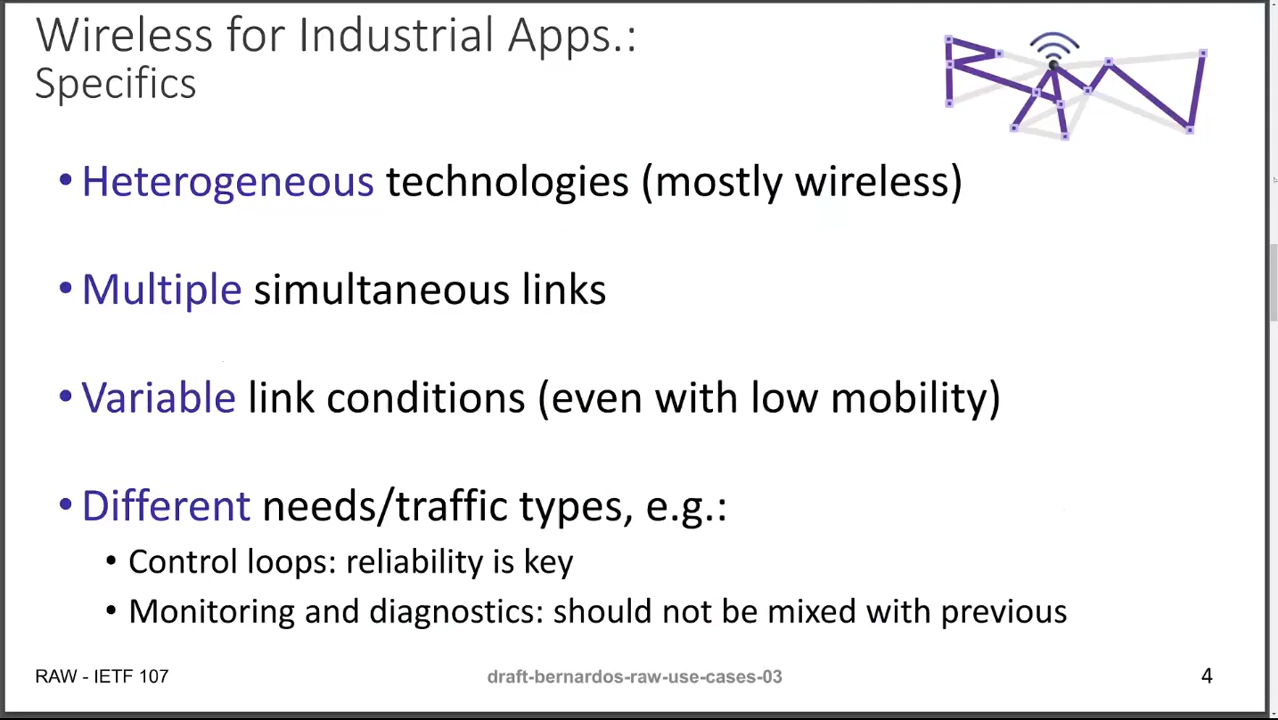 Wireless for Industrial Apps.:
Specifics
RAW
• Heterogeneous technologies (mostly wireless)
• Multiple simultaneous links
• Variable link conditions (even with low mobility)
• Different needs/traffic types, e.g.:
• Control loops: reliability is key
• Monitoring and diagnostics: should not be mixed with previous
RAW - IETF 107
draft-bernardos-raw-use-cases-03
4